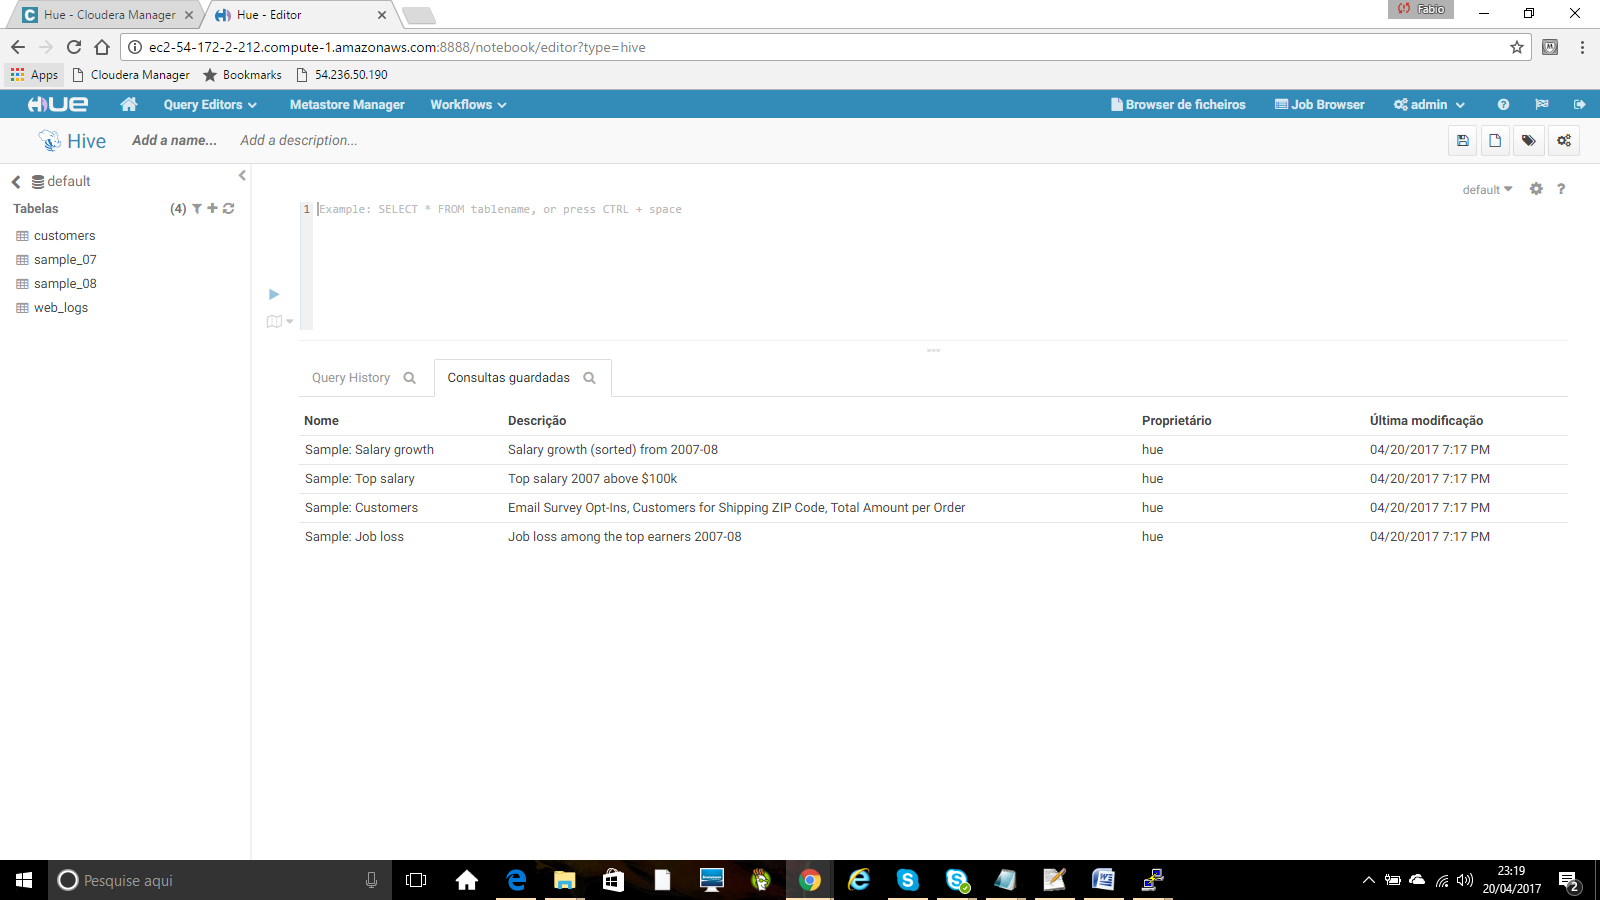 Hue - Cloudera Manager
Hue - Editor
Fabio
ec2-54-172-2-212.compute-1.amazonaws.com:8888/notebook/editor?type=hive
Apps Cloudera Manager Bookmarks 54.236.50.190
HUE Query Editors Metastore Manager Workflows Browser de ficheiros Job Browser admin
Hive Add a name... Add a description...
default
default
Tabelas (4)
customers
sample_07
sample_08
web_logs
1 Example: SELECT * FROM tablename, or press CTRL + space
Query History Consultas guardadas
Nome Descrição Proprietário Última modificação
Sample: Salary growth Salary growth (sorted) from 2007-08 hue 04/20/2017 7:17 PM
Sample: Top salary Top salary 2007 above $100k hue 04/20/2017 7:17 PM
Sample: Customers Email Survey Opt-Ins, Customers for Shipping ZIP Code, Total Amount per Order hue 04/20/2017 7:17 PM
Sample: Job loss Job loss among the top earners 2007-08 hue 04/20/2017 7:17 PM
Pesquise aqui
23:19
20/04/2017
2